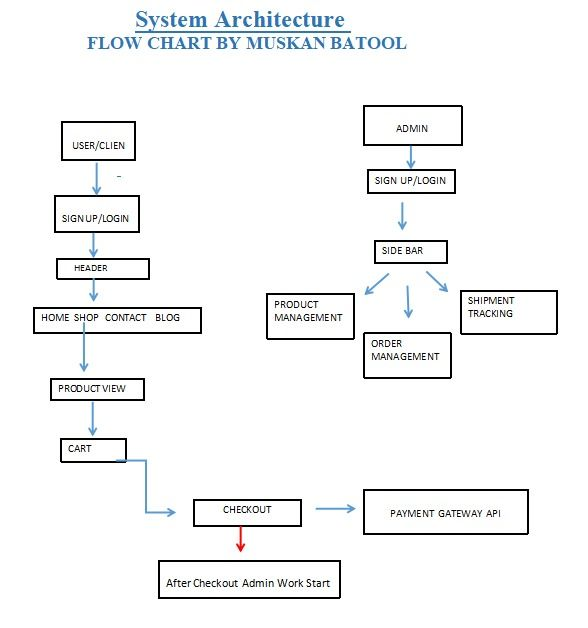 System Architecture
FLOW CHART BY MUSKAN BATOOL
USER/CLIEN
SIGN UP/LOGIN
HEADER
HOME SHOP CONTACT BLOG
PRODUCT VIEW
CART
ADMIN
SIGN UP/LOGIN
SIDE BAR
PRODUCT
MANAGEMENT
ORDER
MANAGEMENT
SHIPMENT
TRACKING
CHECKOUT
PAYMENT GATEWAY API
After Checkout Admin Work Start